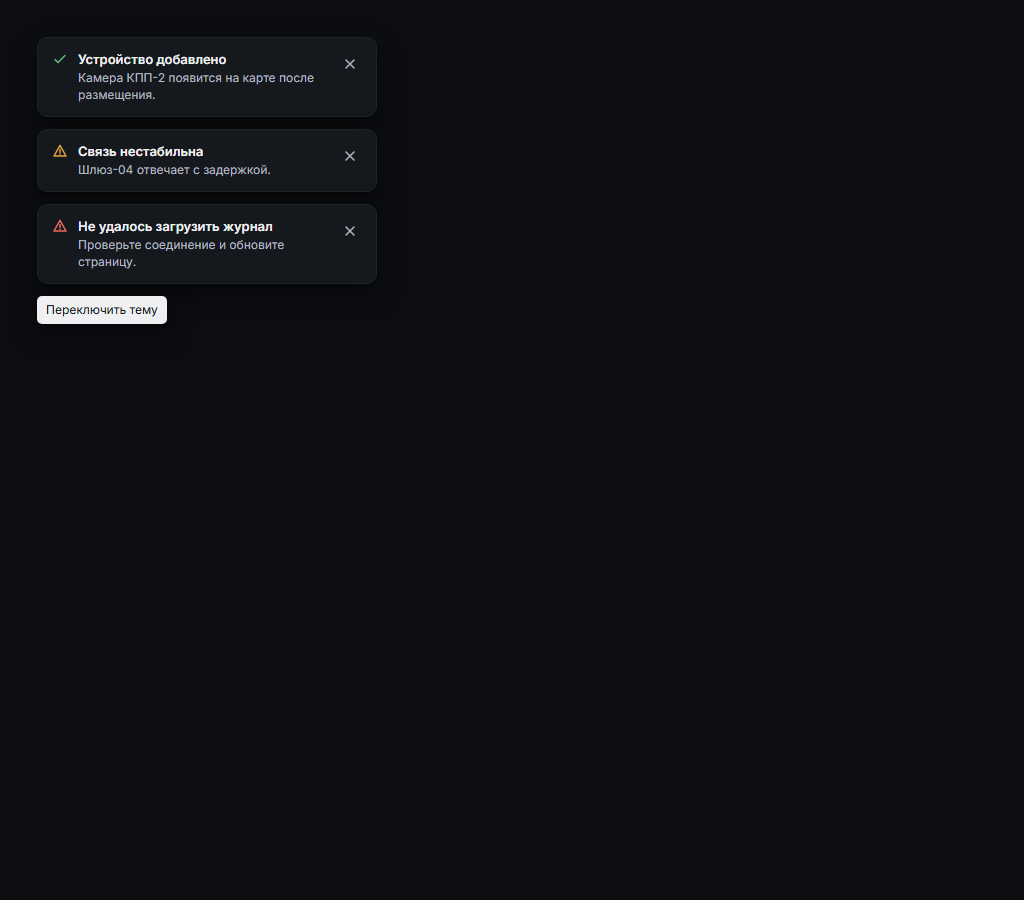 Устройство добавлено
Камера КПП-2 появится на карте после
размещения.
Связь нестабильна
Шлюз-04 отвечает с задержкой.
Не удалось загрузить журнал
Проверьте соединение и обновите
страницу.
Переключить тему